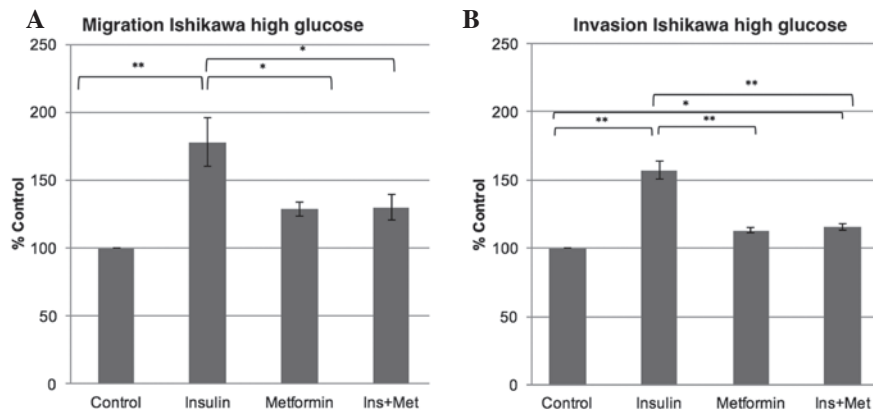 A
Migration Ishikawa high glucose
250
200
150
100
50
0
% Control
**
*
*
Control Insulin Metformin Ins+Met
B
Invasion Ishikawa high glucose
250
200
150
100
50
0
% Control
**
*
**
**
Control Insulin Metformin Ins+Met